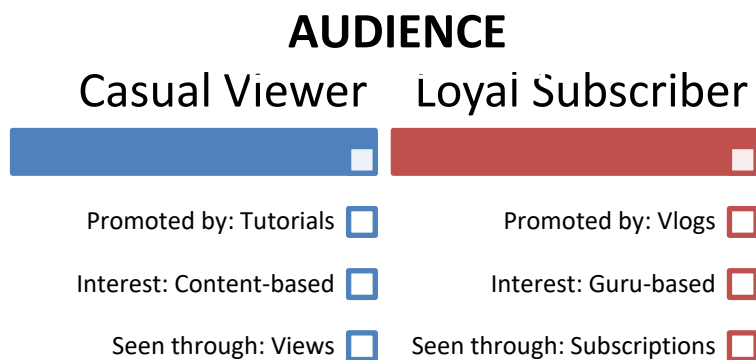 AUDIENCE
Casual Viewer
Loyal Subscriber
Promoted by: Tutorials
Interest: Content-based
Seen through: Views
Promoted by: Vlogs
Interest: Guru-based
Seen through: Subscriptions